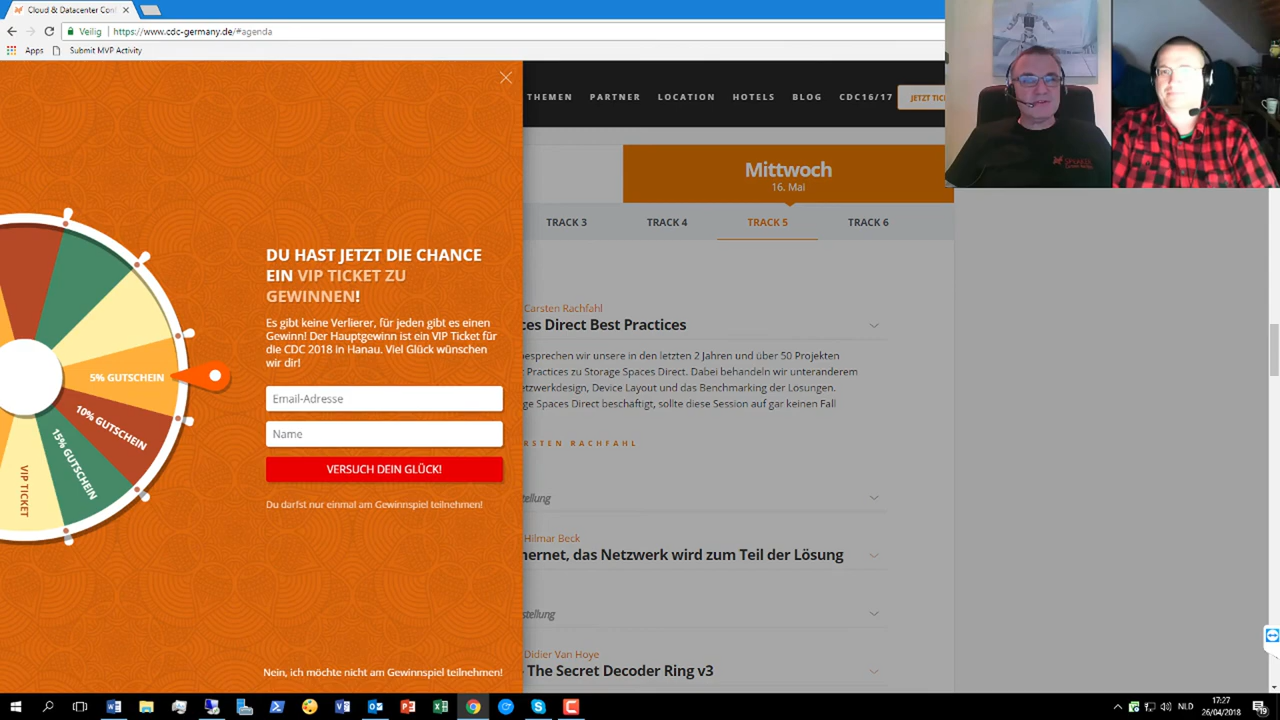 Cloud & Datacenter Con
Veilig
https://www.cdc-germany.de/#agenda
Apps
Submit MVP Activity
THEMEN
PARTNER
LOCATION
HOTELS
BLOG
CDC16/17
JETZT TIC
Mittwoch
16. Mai
TRACK 3
TRACK 4
TRACK 5
TRACK 6
DU HAST JETZT DIE CHANCE
EIN VIP TICKET ZU
GEWINNEN!
Es gibt keine Verlierer, für jeden gibt es einen
Gewinn! Der Hauptgewinn ist ein VIP Ticket für
die CDC 2018 in Hanau. Viel Glück wünschen
wir dir!
Email-Adresse
Name
VERSUCH DEIN GLÜCK!
Du darfst nur einmal am Gewinnspiel teilnehmen!
Nein, ich möchte nicht am Gewinnspiel teilnehmen!
5% GUTSCHEIN
10% GUTSCHEIN
15% GUTSCHEIN
VIP TICKET
Carsten Rachfahl
ces Direct Best Practices
besprechen wir unsere in den letzten 2 Jahren und über 50 Projekten
t Practices zu Storage Spaces Direct. Dabei behandeln wir unteranderem
etzwerkdesign, Device Layout und das Benchmarking der Lösungen.
ge Spaces Direct beschäftigt, sollte diese Session auf gar keinen Fall
RSTEN RACHFAHL
stellung
Hilmar Beck
hernet, das Netzwerk wird zum Teil der Lösung
stellung
Didier Van Hoye
The Secret Decoder Ring v3
NLD
17:27
26/04/2018
19